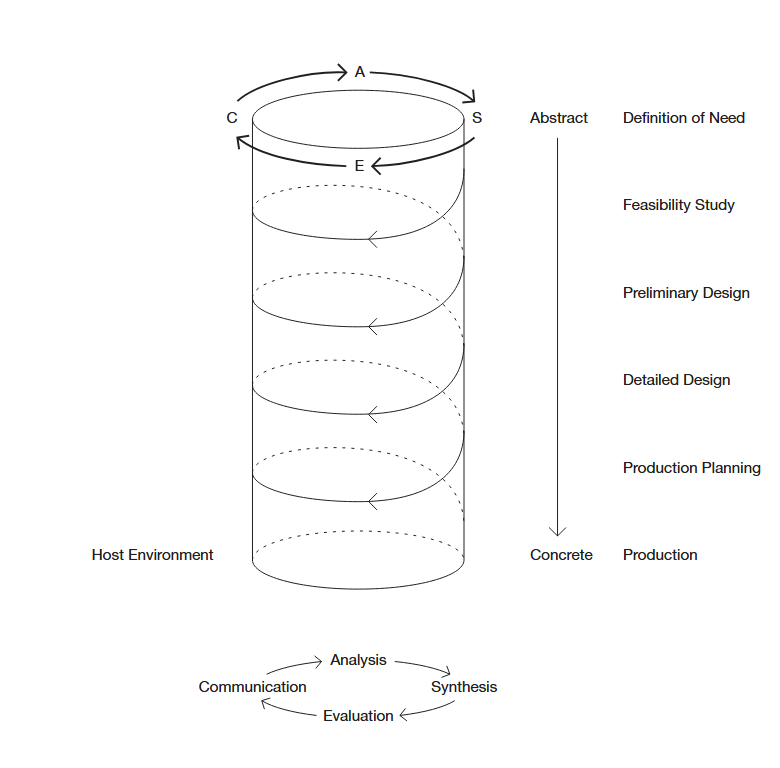 A
C
S
E
Abstract
Definition of Need
Feasibility Study
Preliminary Design
Detailed Design
Production Planning
Host Environment
Concrete
Production
Analysis
Communication
Synthesis
Evaluation